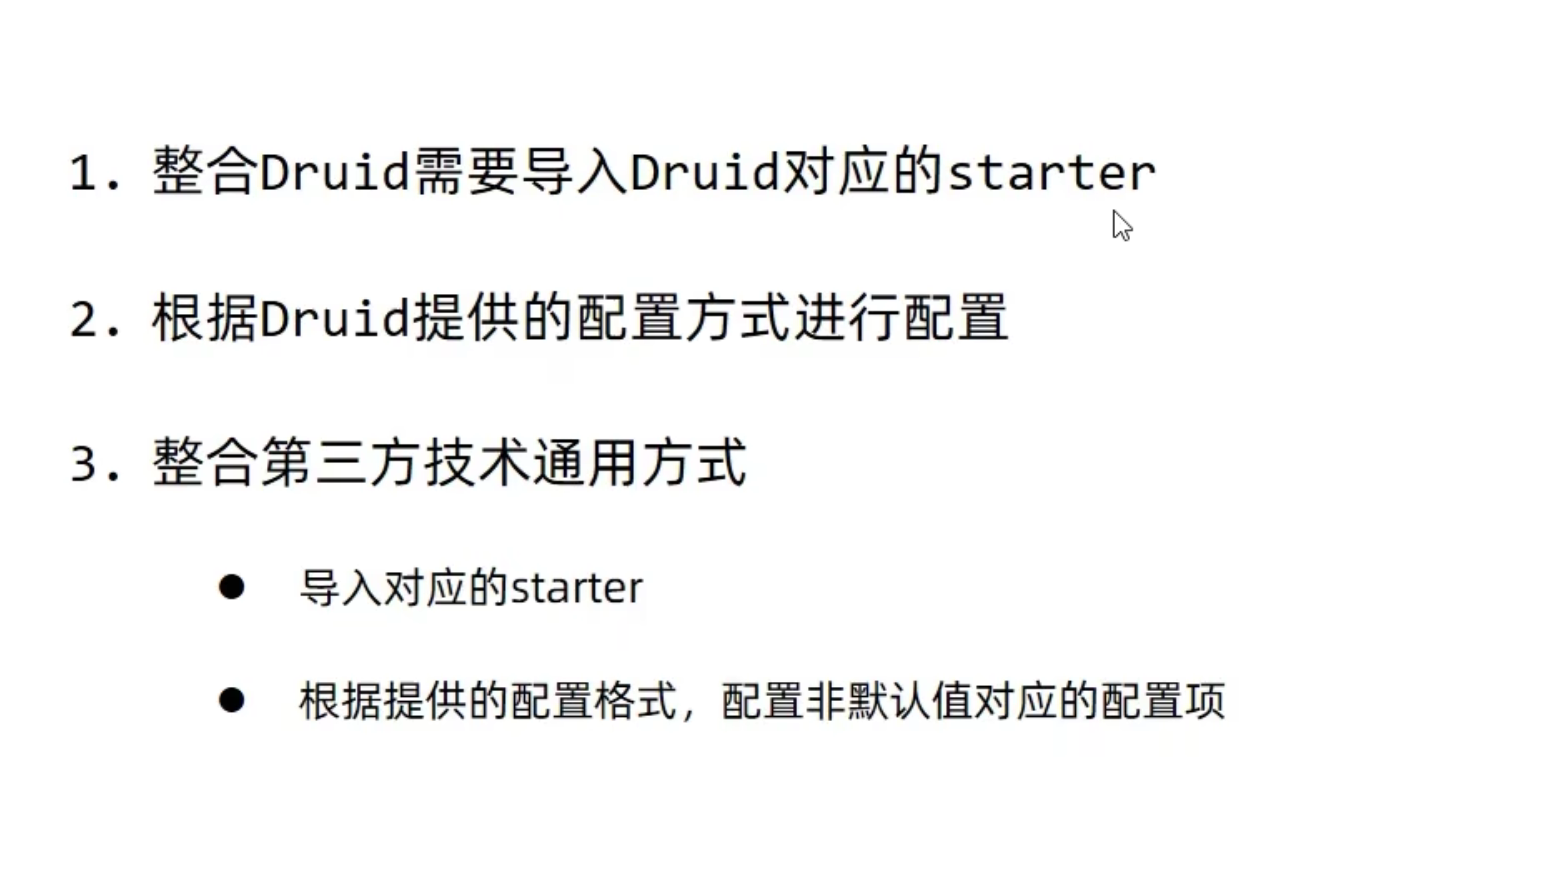 1. 整合Druid需要导入Druid对应的starter
2. 根据Druid提供的配置方式进行配置
3. 整合第三方技术通用方式
● 导入对应的starter
● 根据提供的配置格式，配置非默认值对应的配置项